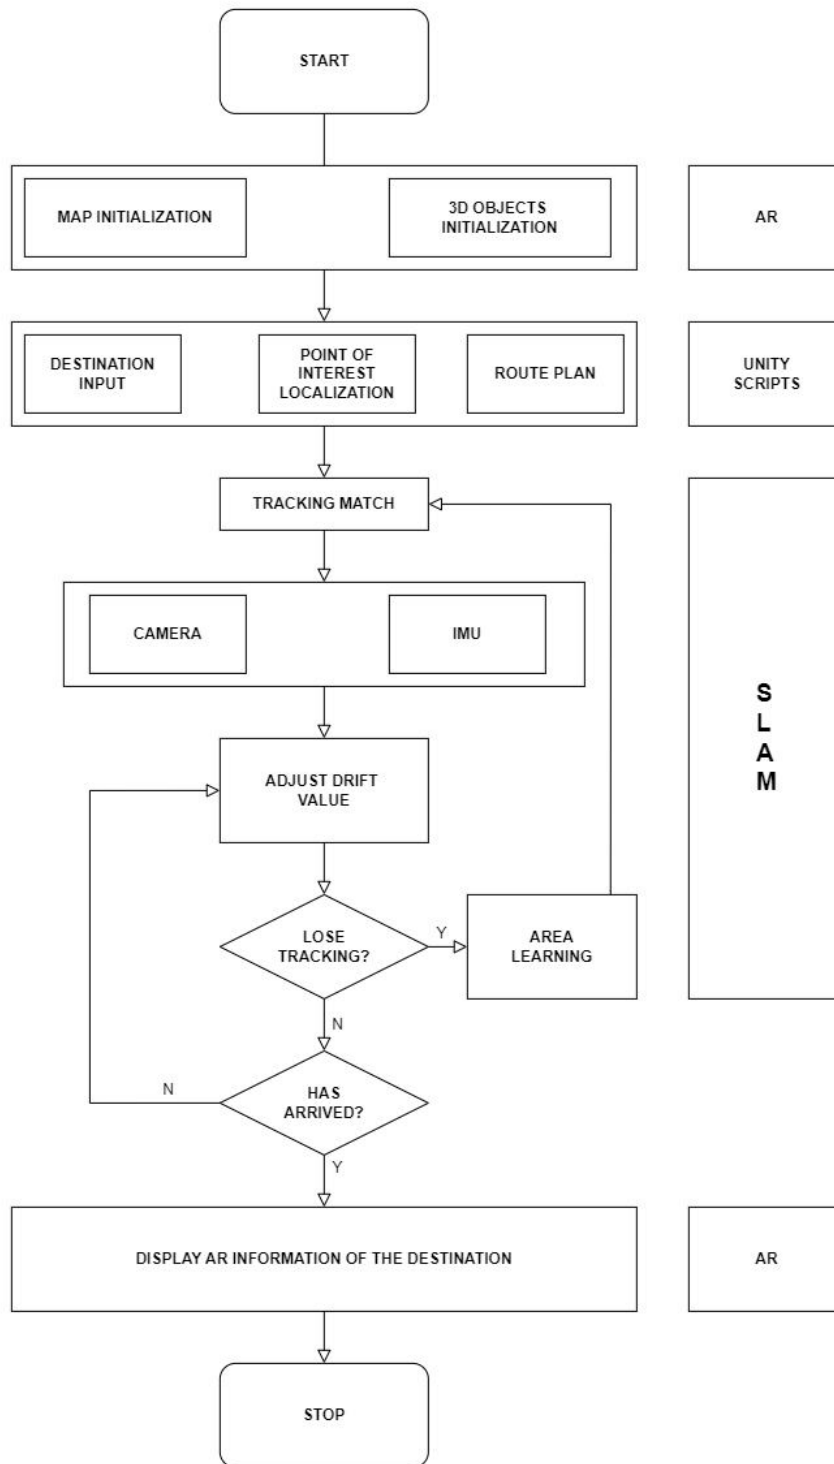 START
MAP INITIALIZATION
3D OBJECTS
INITIALIZATION
AR
DESTINATION
INPUT
POINT OF
INTEREST
LOCALIZATION
ROUTE PLAN
UNITY
SCRIPTS
TRACKING MATCH
CAMERA
IMU
S
L
A
M
ADJUST DRIFT
VALUE
LOSE
TRACKING?
Y
AREA
LEARNING
N
HAS
ARRIVED?
N
Y
DISPLAY AR INFORMATION OF THE DESTINATION
AR
STOP